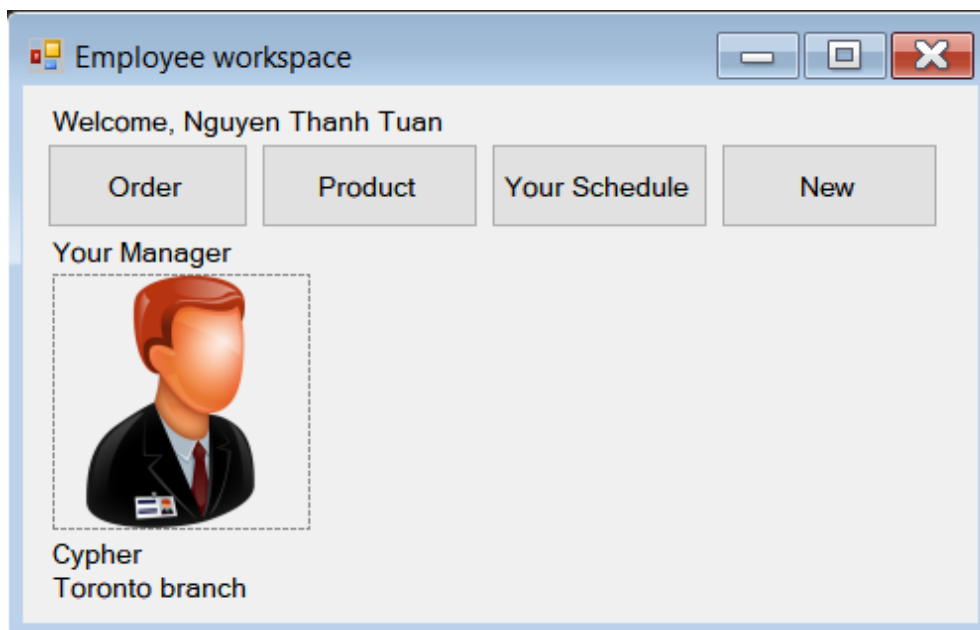 Employee workspace
Welcome, Nguyen Thanh Tuan
Order Product Your Schedule New
Your Manager
Cypher
Toronto branch